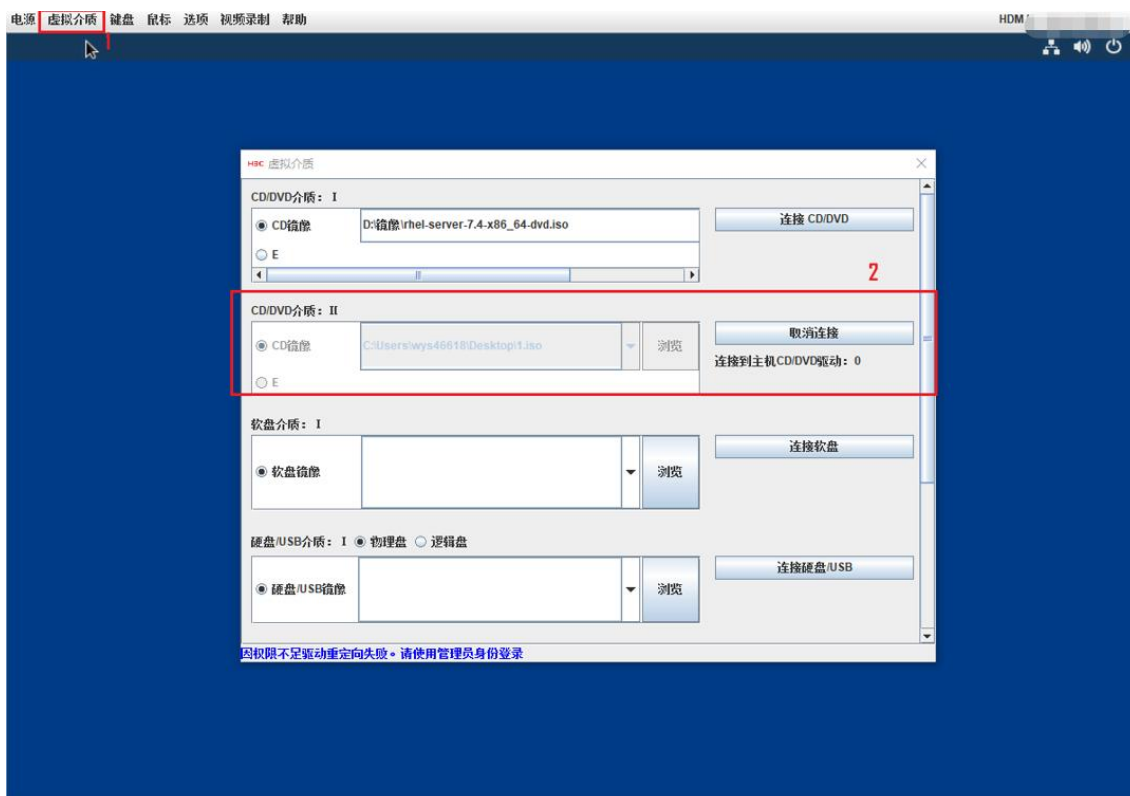 电源 虚拟介质 键盘 鼠标 选项 视频录制 帮助 HDM
1
H3C 虚拟介质
CD/DVD介质: I
CD镜像 D:\镜像\rhel-server-7.4-x86_64-dvd.iso 连接 CD/DVD
E
2
CD/DVD介质: II
CD镜像 C:\Users\wys46618\Desktop\1.iso 浏览 取消连接
连接到主机CD/DVD驱动: 0
E
软盘介质: I
软盘镜像 浏览 连接软盘
硬盘/USB介质: I 物理盘 逻辑盘
硬盘/USB镜像 浏览 连接硬盘/USB
因权限不足驱动重定向失败。请使用管理员身份登录